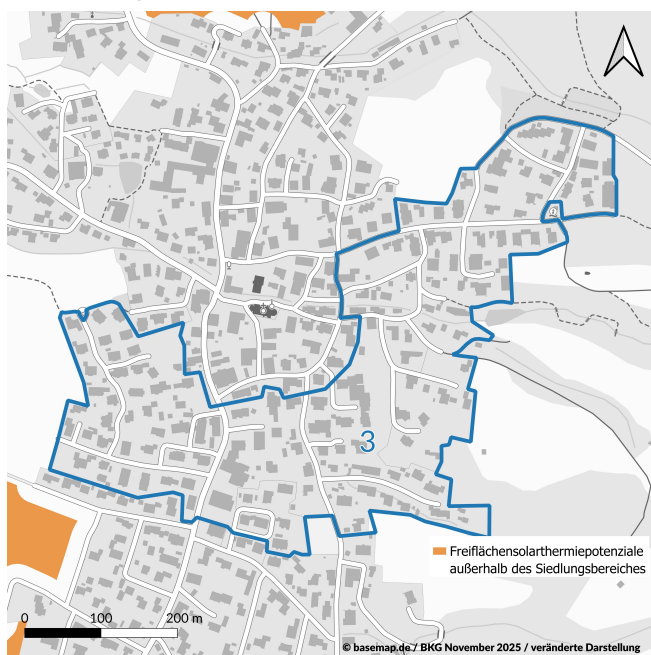 3
Freiflächensolarthermiepotenziale
außerhalb des Siedlungsbereiches
0 100 200 m
© basemap.de / BKG November 2025 / veränderte Darstellung